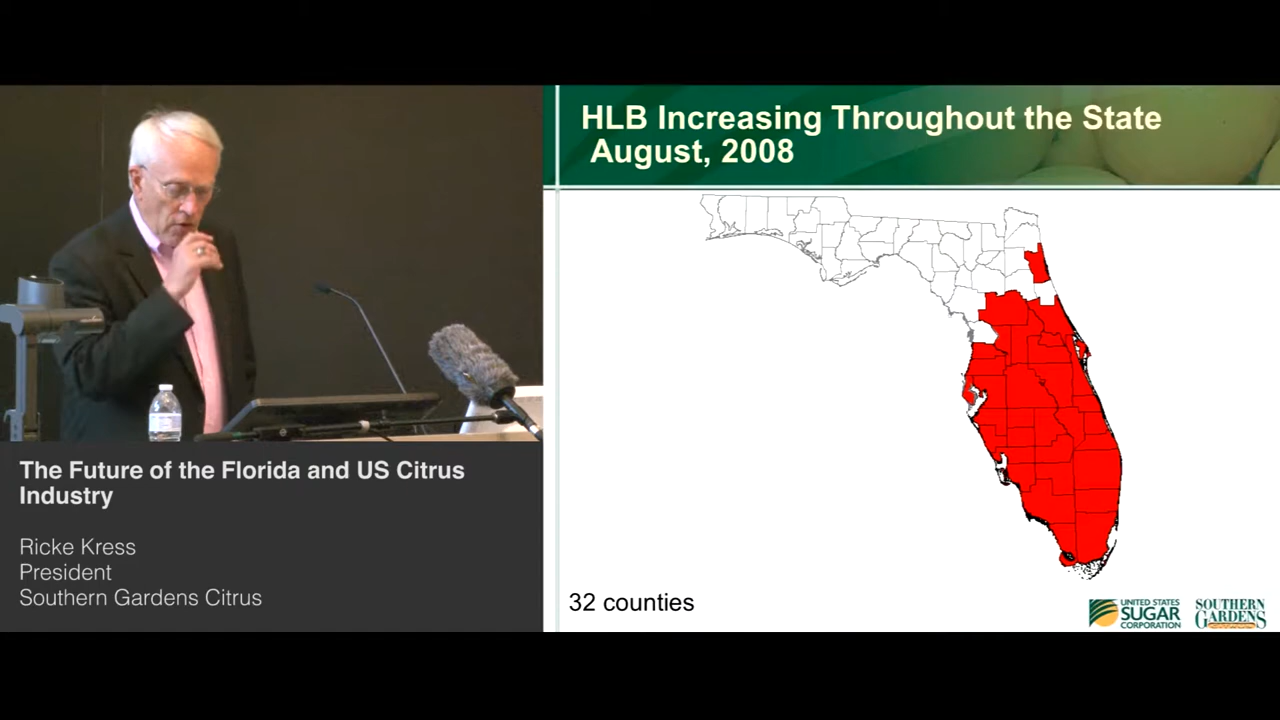 HLB Increasing Throughout the State
August, 2008
32 counties
UNITED STATES
SUGAR
CORPORATION
SOUTHERN
GARDENS
The Future of the Florida and US Citrus
Industry
Ricke Kress
President
Southern Gardens Citrus